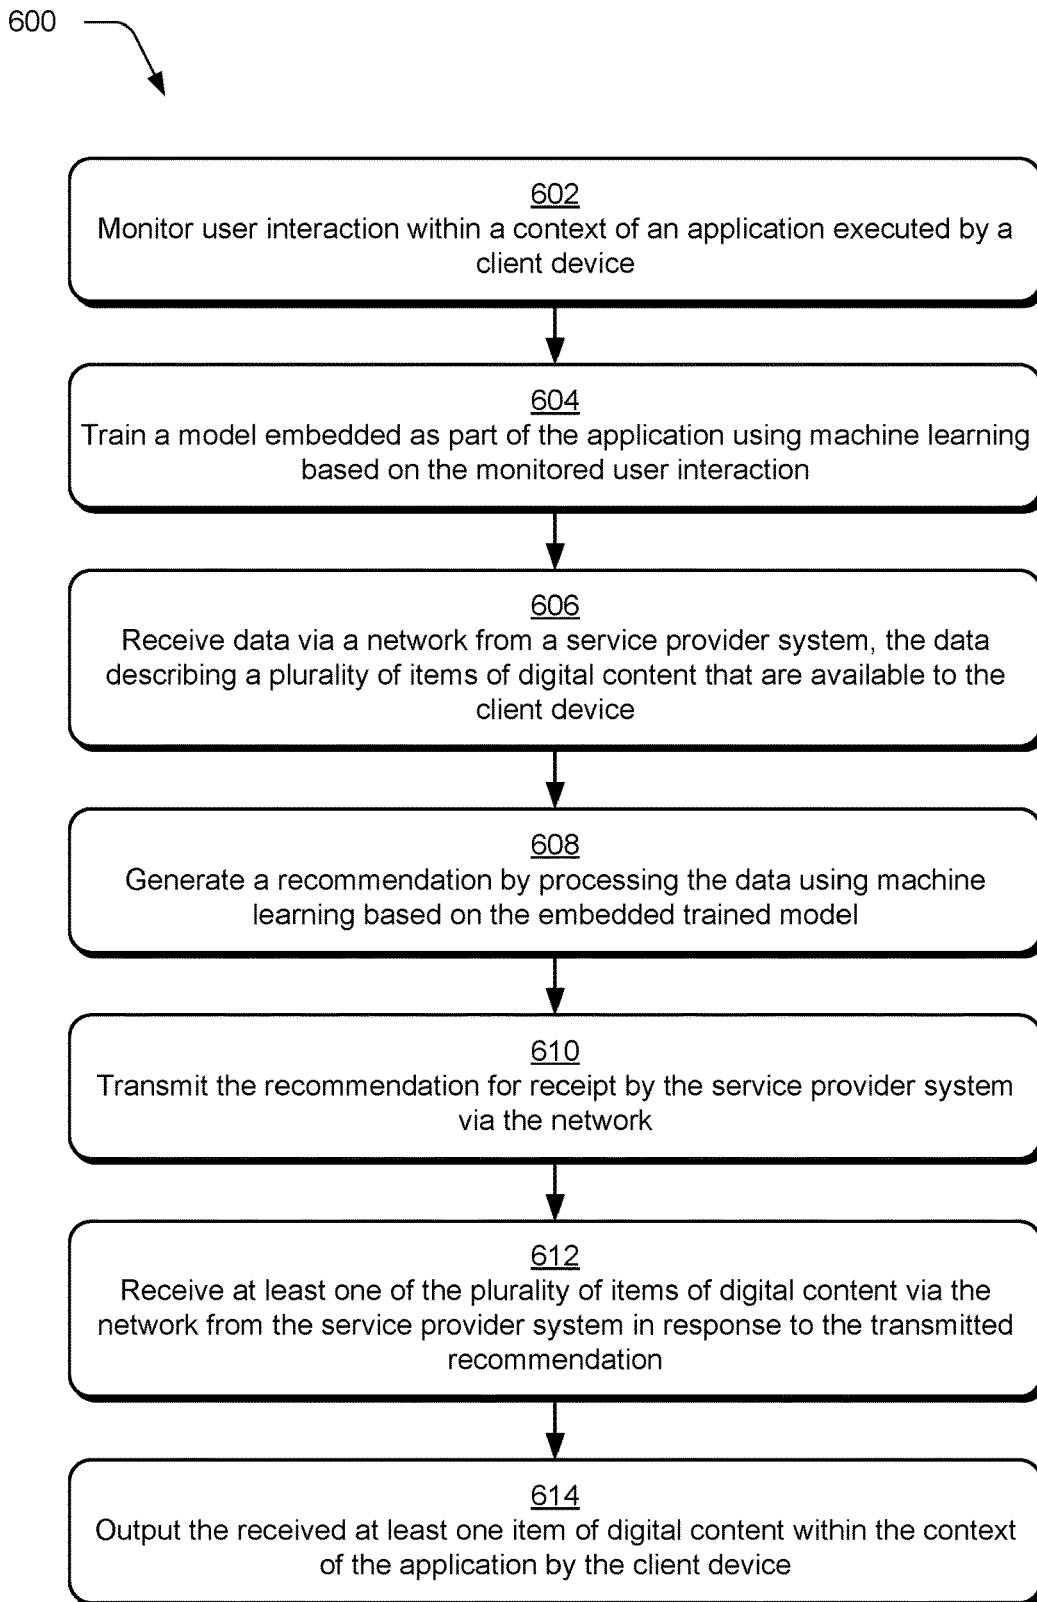 600
602
Monitor user interaction within a context of an application executed by a
client device
604
Train a model embedded as part of the application using machine learning
based on the monitored user interaction
606
Receive data via a network from a service provider system, the data
describing a plurality of items of digital content that are available to the
client device
608
Generate a recommendation by processing the data using machine
learning based on the embedded trained model
610
Transmit the recommendation for receipt by the service provider system
via the network
612
Receive at least one of the plurality of items of digital content via the
network from the service provider system in response to the transmitted
recommendation
614
Output the received at least one item of digital content within the context
of the application by the client device